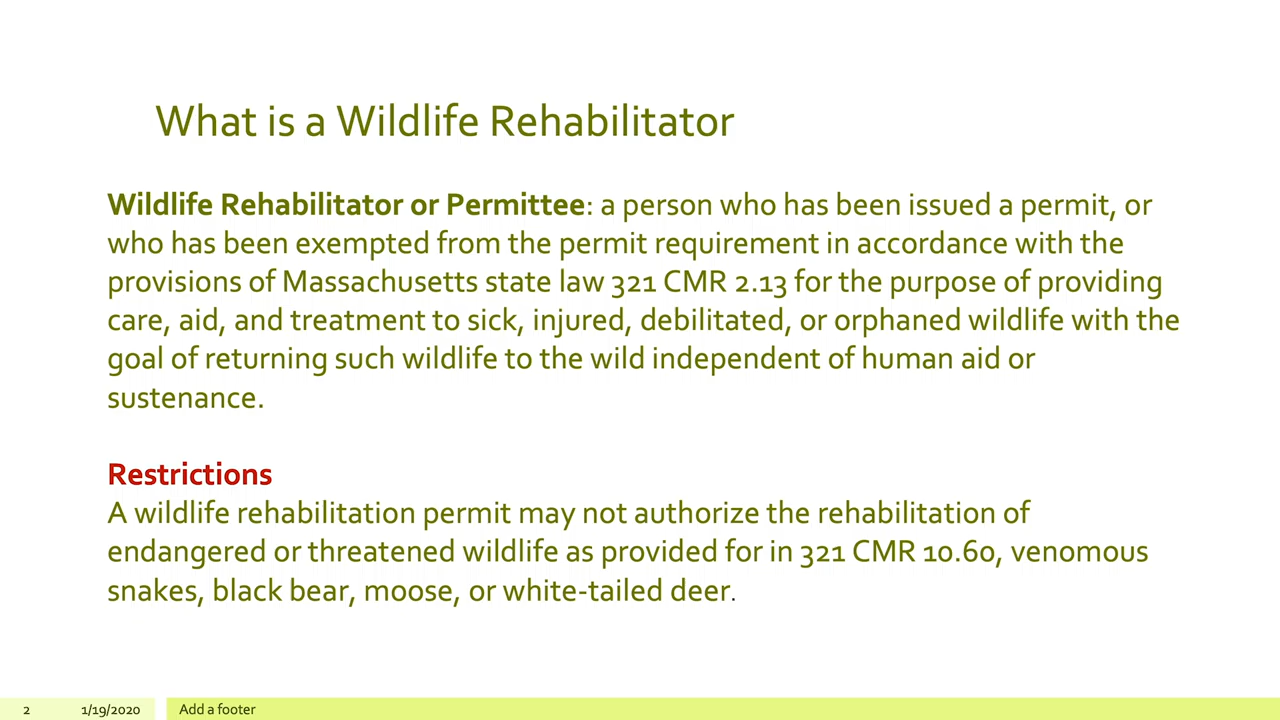 What is a Wildlife Rehabilitator
Wildlife Rehabilitator or Permittee: a person who has been issued a permit, or
who has been exempted from the permit requirement in accordance with the
provisions of Massachusetts state law 321 CMR 2.13 for the purpose of providing
care, aid, and treatment to sick, injured, debilitated, or orphaned wildlife with the
goal of returning such wildlife to the wild independent of human aid or
sustenance.
Restrictions
A wildlife rehabilitation permit may not authorize the rehabilitation of
endangered or threatened wildlife as provided for in 321 CMR 10.60, venomous
snakes, black bear, moose, or white-tailed deer.
2 1/19/2020 Add a footer